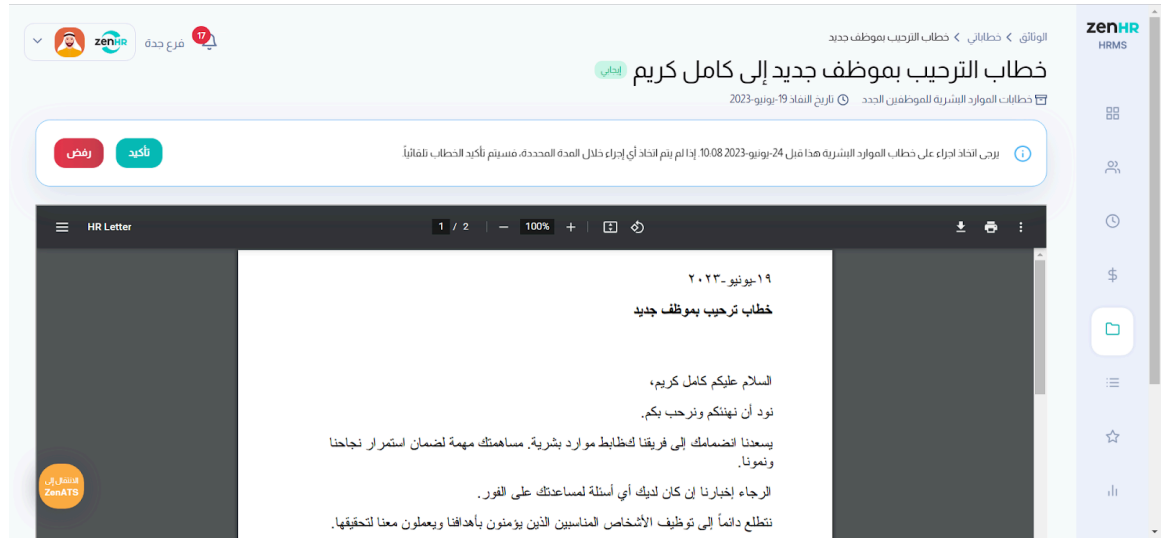 zenHR
HRMS
الوثائق > خطاباتي > خطاب الترحيب بموظف جديد
17
فرع جدة
zenHR
خطاب الترحيب بموظف جديد إلى كامل كريم إيجابي
خطابات الموارد البشرية للموظفين الجدد تاريخ النفاذ 19-يونيو-2023
يرجى اتخاذ اجراء على خطاب الموارد البشرية هذا قبل 24-يونيو-2023 10:08. إذا لم يتم اتخاذ أي إجراء خلال المدة المحددة، فسيتم تأكيد الخطاب تلقائياً.
تأكيد
رفض
HR Letter
1 / 2
100%
١٩-يونيو-٢٠٢٣
خطاب ترحيب بموظف جديد
السلام عليكم كامل كريم،
نود أن نهنئكم ونرحب بكم.
يسعدنا انضمامك إلى فريقنا كظابط موارد بشرية. مساهمتك مهمة لضمان استمرار نجاحنا
ونمونا.
الرجاء إخبارنا إن كان لديك أي أسئلة لمساعدتك على الفور.
نتطلع دائماً إلى توظيف الأشخاص المناسبين الذين يؤمنون بأهدافنا ويعملون معنا لتحقيقها.
الانتقال إلى
ZenATS